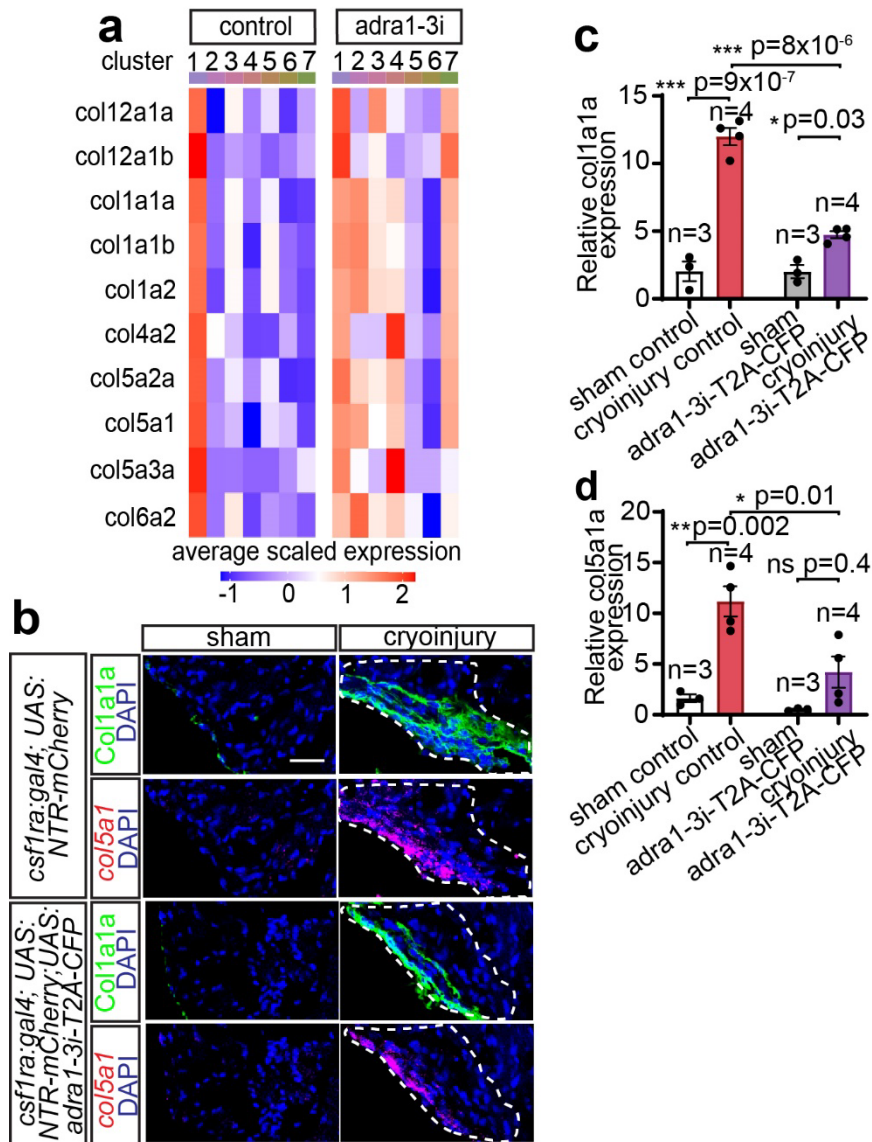 a
control
adra1-3i
cluster
1 2 3 4 5 6 7
1 2 3 4 5 6 7
col12a1a
col12a1b
col1a1a
col1a1b
col1a2
col4a2
col5a2a
col5a1
col5a3a
col6a2
average scaled expression
-1 0 1 2
b
sham
cryoinjury
csf1ra:gal4; UAS:
NTR-mCherry
Col1a1a
DAPI
col5a1
DAPI
csf1ra:gal4; UAS:
NTR-mCherry;UAS:
adra1-3i-T2A-CFP
Col1a1a
DAPI
col5a1
DAPI
c
Relative col1a1a
expression
15
10
5
0
*** p=8x10-6
*** p=9x10-7
n=4
* p=0.03
n=3
n=3
n=4
sham control
cryoinjury control
sham
adra1-3i-T2A-CFP
cryoinjury
adra1-3i-T2A-CFP
d
Relative col5a1a
expression
20
15
10
5
0
* p=0.01
**p=0.002
n=4
ns p=0.4
n=3
n=3
n=4
sham control
cryoinjury control
sham
adra1-3i-T2A-CFP
cryoinjury
adra1-3i-T2A-CFP